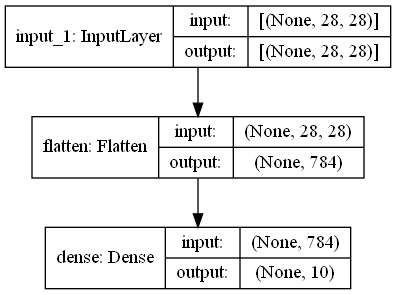 input_1: InputLayer
input: [(None, 28, 28)]
output: [(None, 28, 28)]
flatten: Flatten
input: (None, 28, 28)
output: (None, 784)
dense: Dense
input: (None, 784)
output: (None, 10)